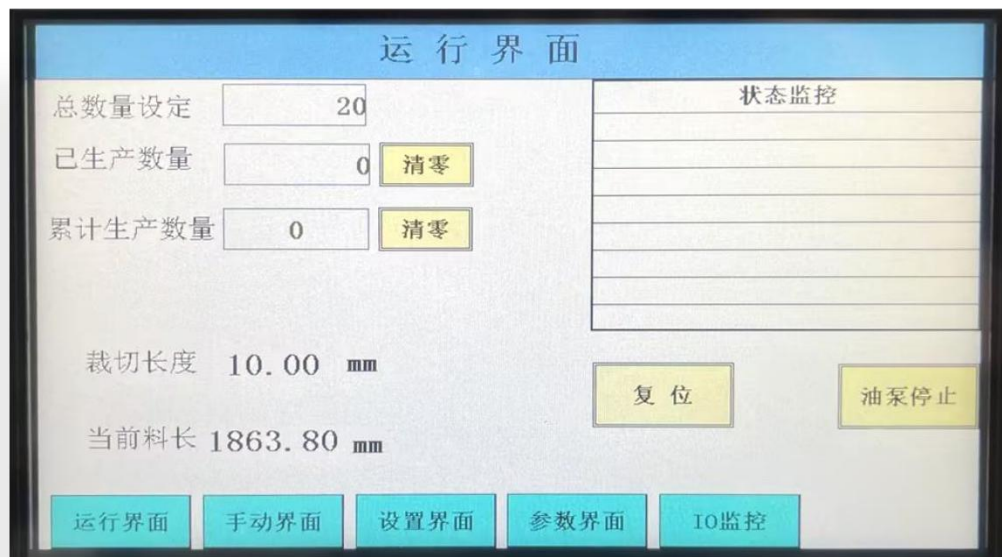 运行界面
总数量设定 20
状态监控
已生产数量 0 清零
累计生产数量 0 清零
裁切长度 10.00 mm
复位 油泵停止
当前料长 1863.80 mm
运行界面 手动界面 设置界面 参数界面 IO监控